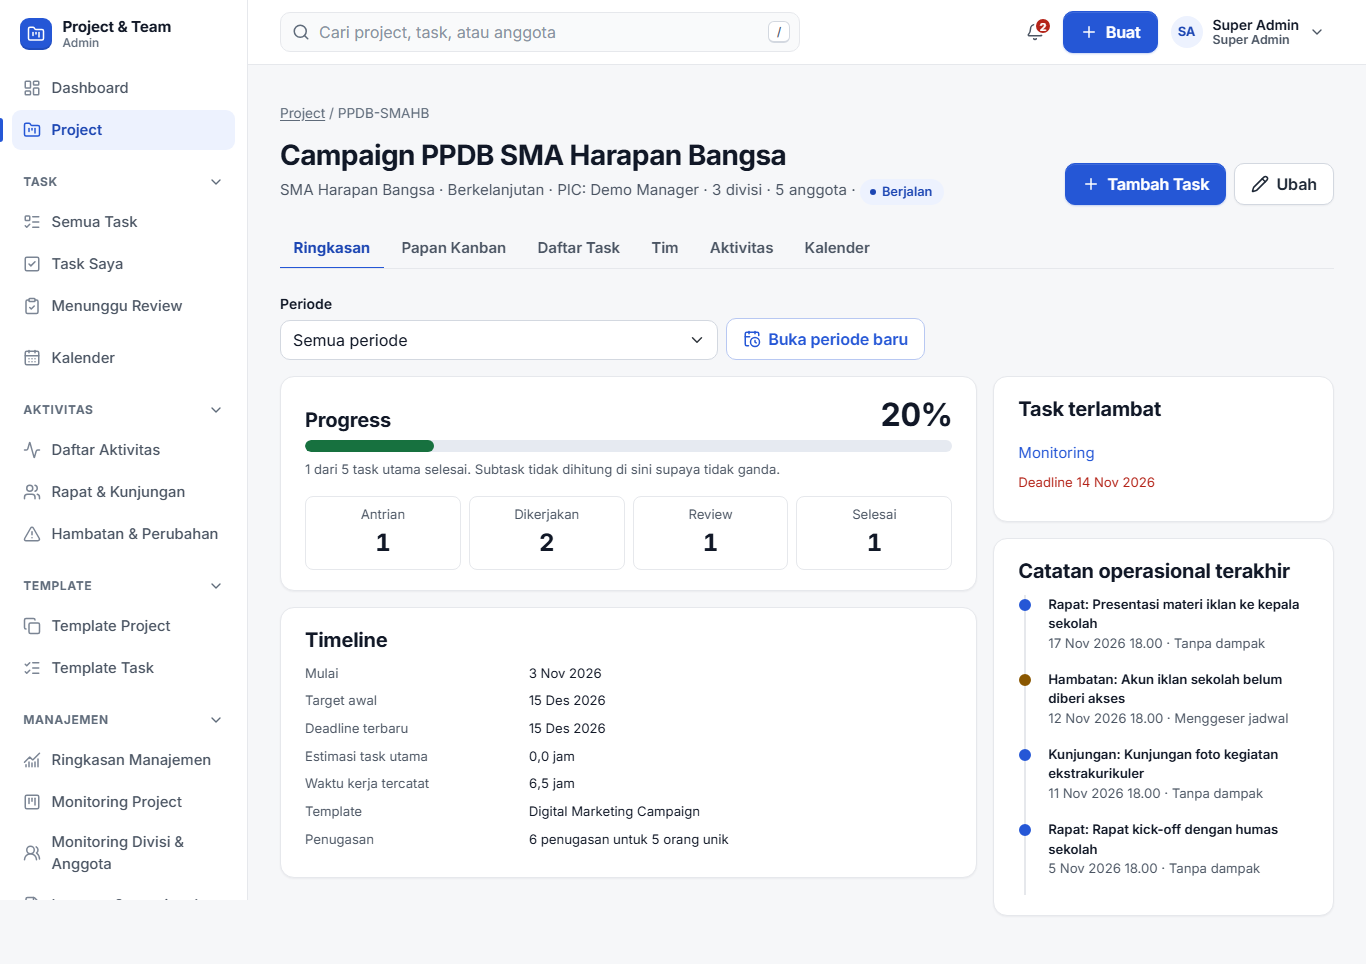 Project & Team
Admin
Dashboard
Project
TASK
Semua Task
Task Saya
Menunggu Review
Kalender
AKTIVITAS
Daftar Aktivitas
Rapat & Kunjungan
Hambatan & Perubahan
TEMPLATE
Template Project
Template Task
MANAJEMEN
Ringkasan Manajemen
Monitoring Project
Monitoring Divisi &
Anggota
Cari project, task, atau anggota
/
2
Buat
SA
Super Admin
Super Admin
Project / PPDB-SMAHB
Campaign PPDB SMA Harapan Bangsa
SMA Harapan Bangsa · Berkelanjutan · PIC: Demo Manager · 3 divisi · 5 anggota · Berjalan
Tambah Task
Ubah
Ringkasan Papan Kanban Daftar Task Tim Aktivitas Kalender
Periode
Semua periode
Buka periode baru
Progress 20%
1 dari 5 task utama selesai. Subtask tidak dihitung di sini supaya tidak ganda.
Antrian
1
Dikerjakan
2
Review
1
Selesai
1
Timeline
Mulai 3 Nov 2026
Target awal 15 Des 2026
Deadline terbaru 15 Des 2026
Estimasi task utama 0,0 jam
Waktu kerja tercatat 6,5 jam
Template Digital Marketing Campaign
Penugasan 6 penugasan untuk 5 orang unik
Task terlambat
Monitoring
Deadline 14 Nov 2026
Catatan operasional terakhir
Rapat: Presentasi materi iklan ke kepala
sekolah
17 Nov 2026 18.00 · Tanpa dampak
Hambatan: Akun iklan sekolah belum
diberi akses
12 Nov 2026 18.00 · Menggeser jadwal
Kunjungan: Kunjungan foto kegiatan
ekstrakurikuler
11 Nov 2026 18.00 · Tanpa dampak
Rapat: Rapat kick-off dengan humas
sekolah
5 Nov 2026 18.00 · Tanpa dampak